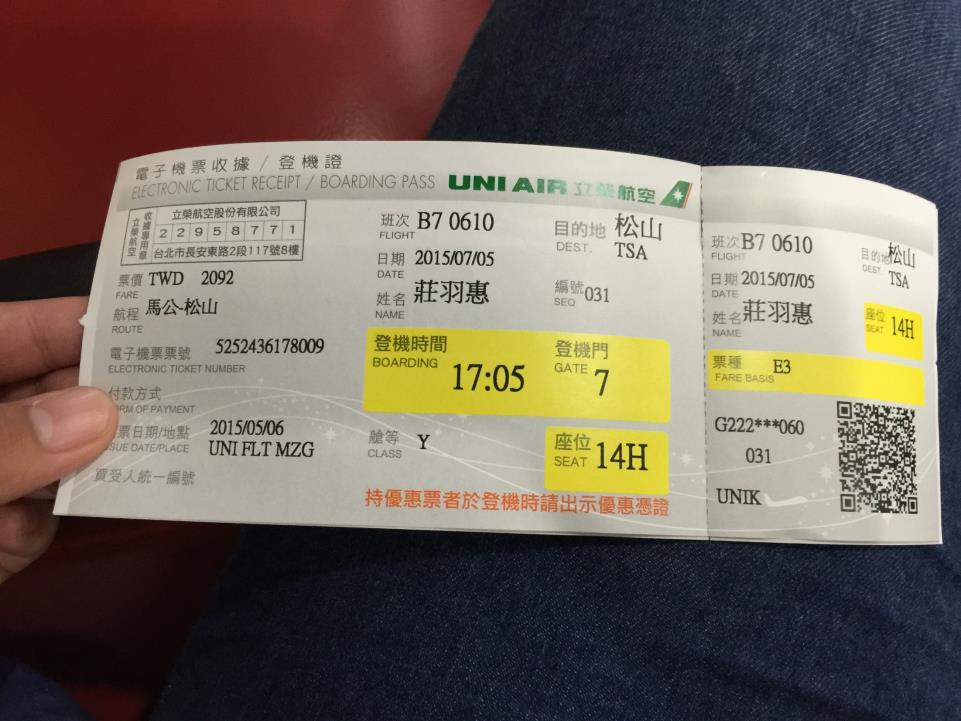 電子機票收據 / 登機證
ELECTRONIC TICKET RECEIPT / BOARDING PASS UNI AIR 立榮航空
立榮航空
收據專用章
立榮航空股份有限公司
22958771
台北市長安東路2段117號8樓
票價 TWD 2092
FARE
航程 馬公-松山
ROUTE
電子機票票號 5252436178009
ELECTRONIC TICKET NUMBER
付款方式
ORM OF PAYMENT
票日期/地點 2015/05/06
SUE DATE/PLACE UNI FLT MZG
買受人統一編號
班次 B7 0610
FLIGHT
目的地 松山
DEST. TSA
日期 2015/07/05
DATE
姓名 莊羽惠
NAME
編號 031
SEQ
登機時間
BOARDING 17:05
登機門
GATE 7
艙等 Y
CLASS
座位 14H
SEAT
持優惠票者於登機時請出示優惠憑證
班次 B7 0610
FLIGHT
目的地 松山
DEST TSA
日期 2015/07/05
DATE
姓名 莊羽惠
NAME
座位 14H
SEAT
票種 E3
FARE BASIS
G222***060
031
UNIK